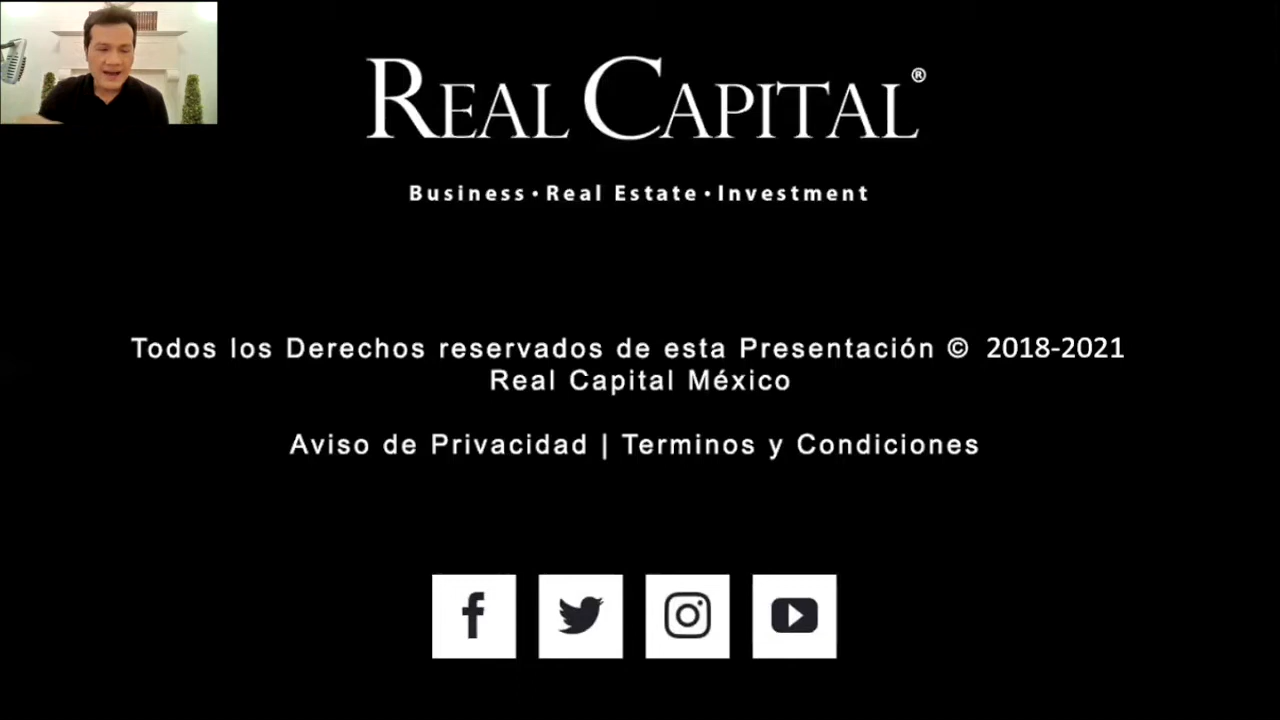 REAL CAPITAL®
Business • Real Estate • Investment
Todos los Derechos reservados de esta Presentación © 2018-2021
Real Capital México
Aviso de Privacidad | Terminos y Condiciones